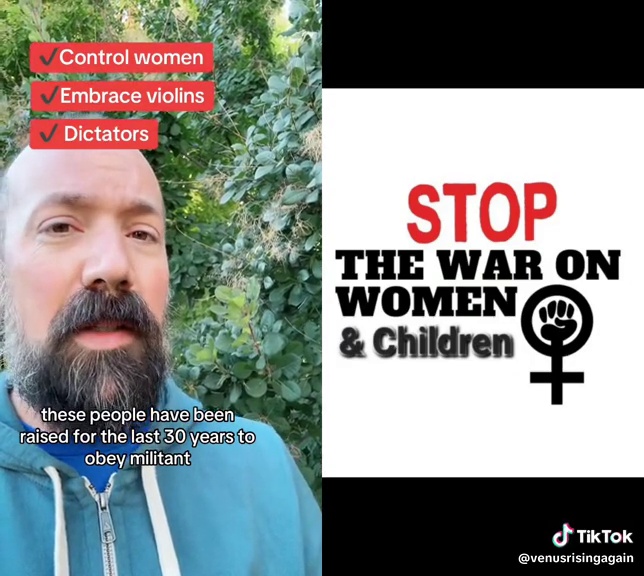 ✔Control women
✔Embrace violins
✔Dictators
these people have been
raised for the last 30 years to
obey militant
STOP
THE WAR ON
WOMEN
& Children
TikTok
@venusrisingagain